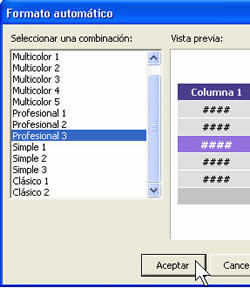 Formato automático
Seleccionar una combinación:
Vista previa:
Multicolor 1
Multicolor 2
Multicolor 3
Multicolor 4
Multicolor 5
Profesional 1
Profesional 2
Profesional 3
Simple 1
Simple 2
Simple 3
Clásico 1
Clásico 2
Columna 1
####
####
####
####
####
Aceptar
Cance